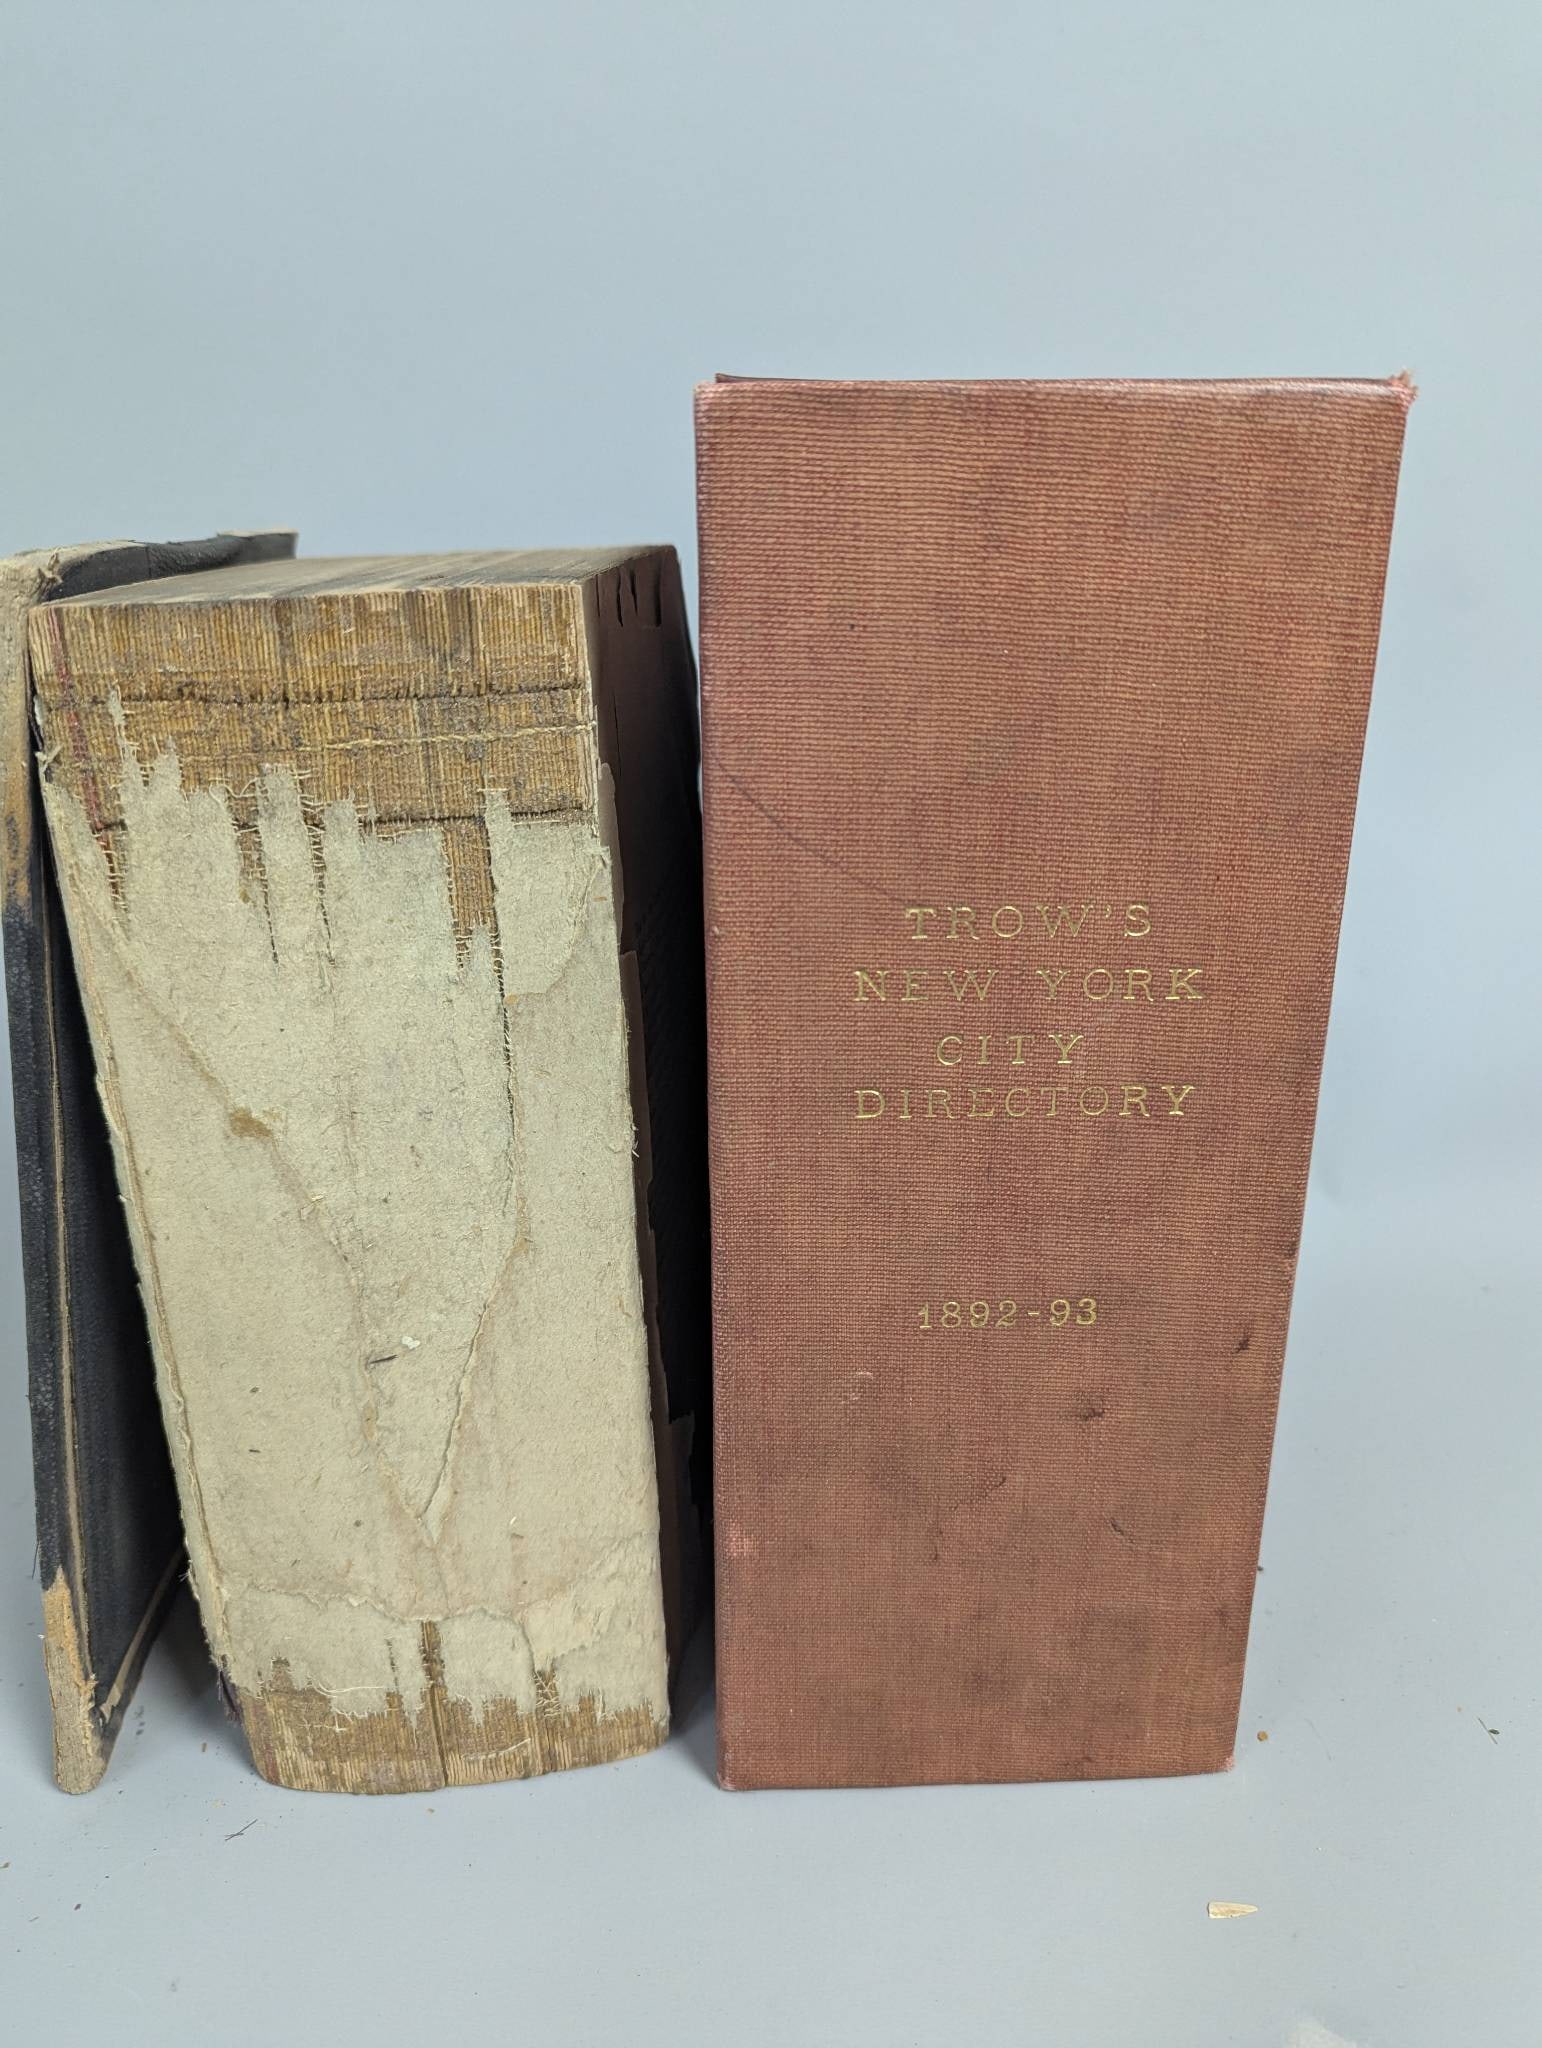 TROW'S
NEW YORK
CITY
DIRECTORY
1892-93